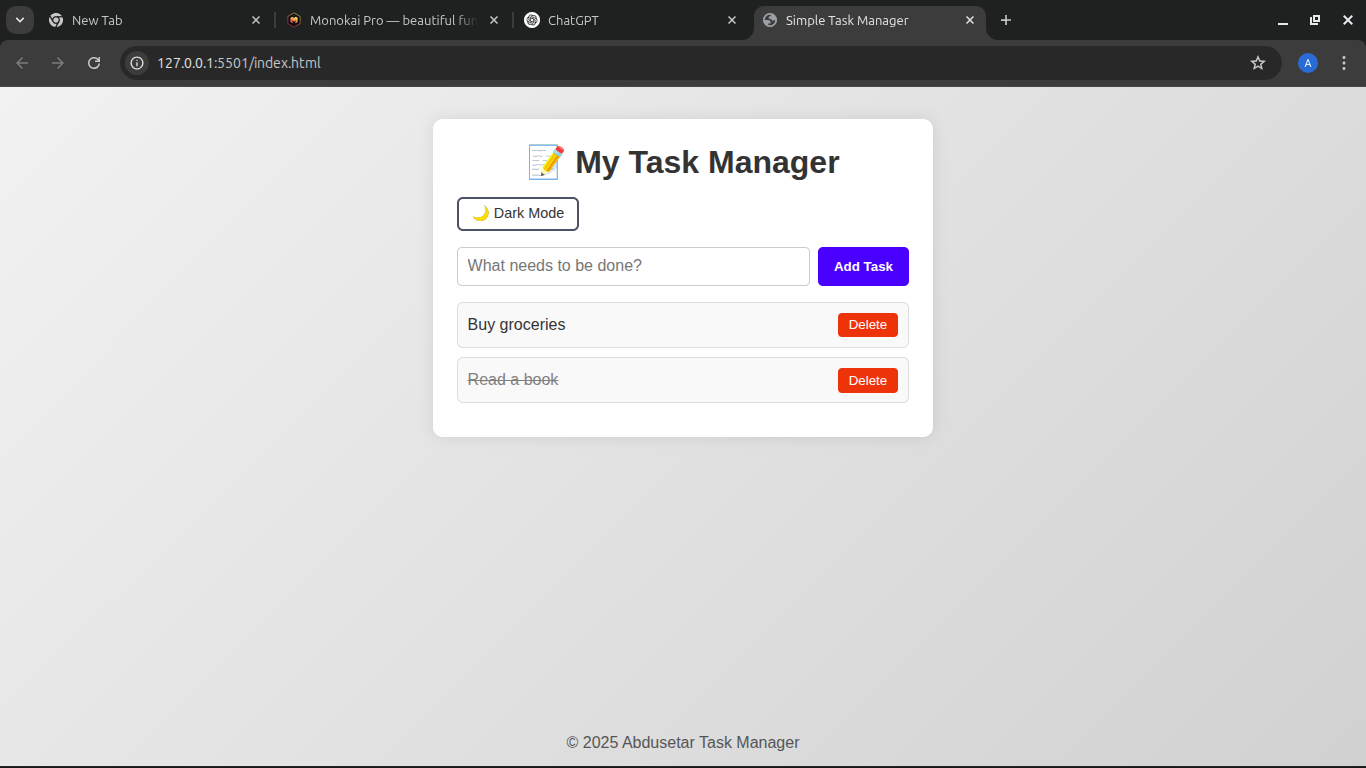 New Tab
Monokai Pro — beautiful fun
ChatGPT
Simple Task Manager
127.0.0.1:5501/index.html
A
📝 My Task Manager
🌙 Dark Mode
What needs to be done?
Add Task
Buy groceries
Delete
Read a book
Delete
© 2025 Abdusetar Task Manager